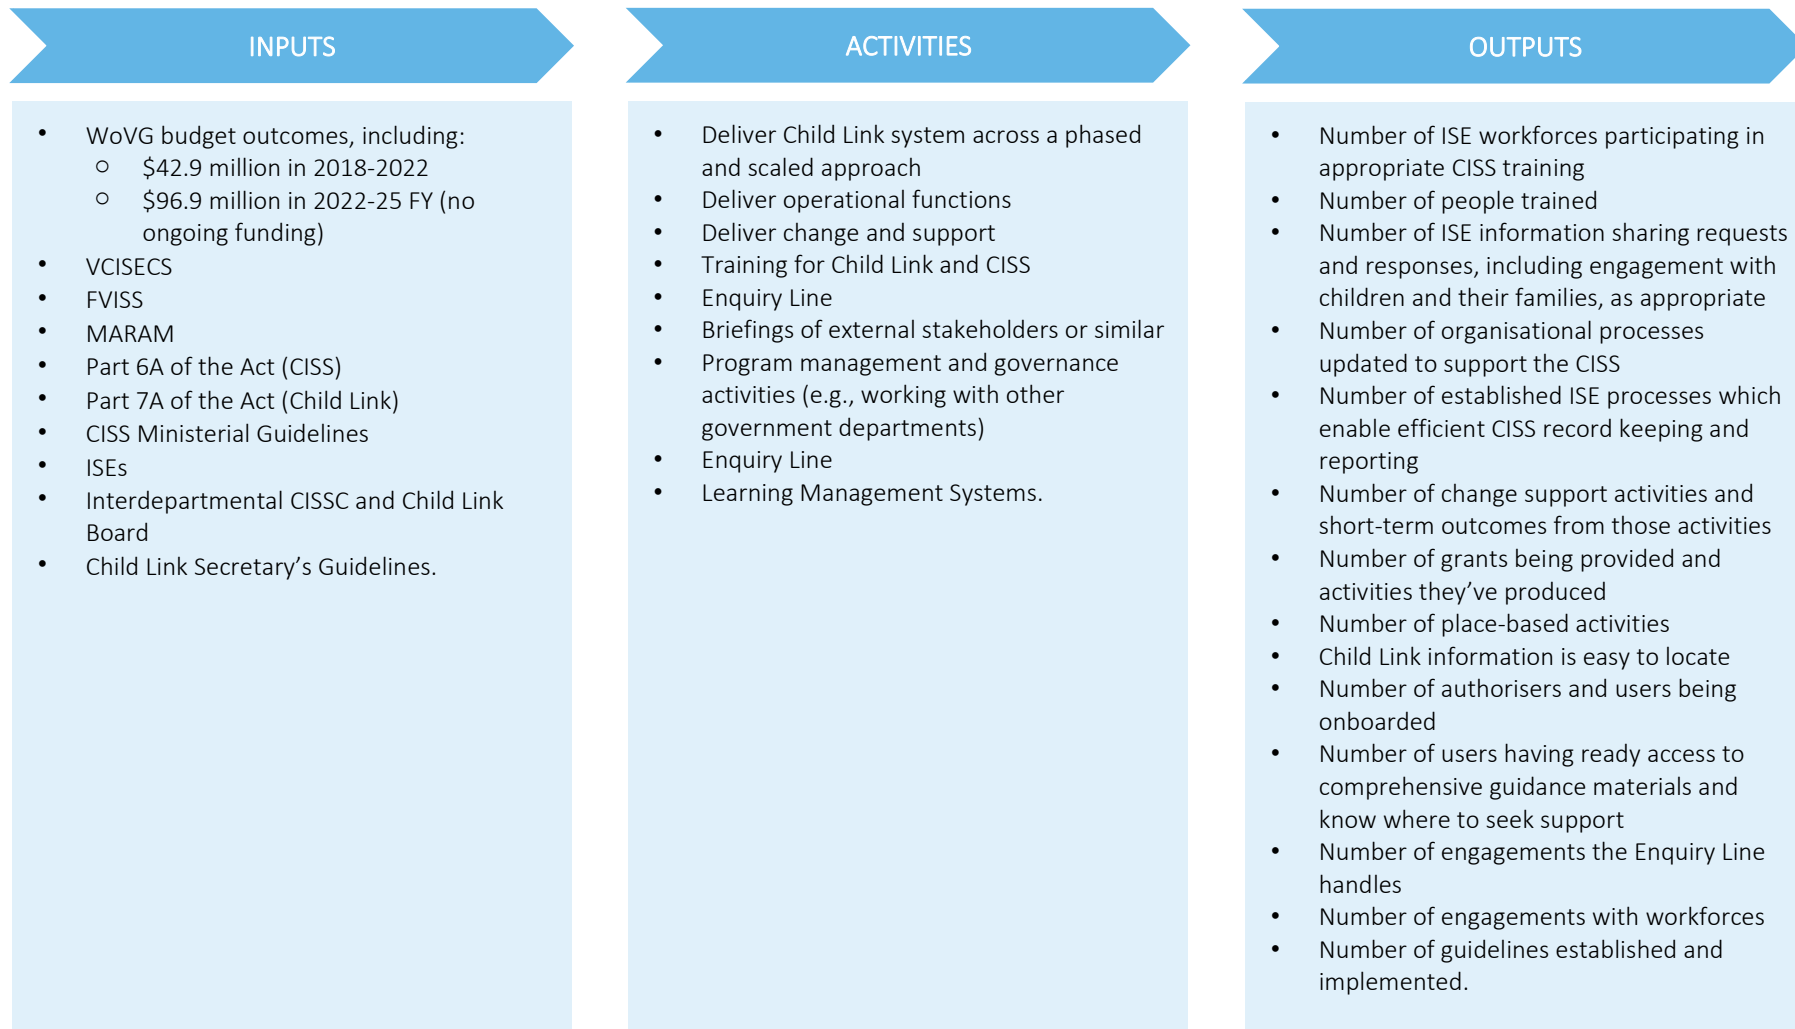 INPUTS
• WoVG budget outcomes, including:
○ $42.9 million in 2018-2022
○ $96.9 million in 2022-25 FY (no
ongoing funding)
• VCISECS
• FVISS
• MARAM
• Part 6A of the Act (CISS)
• Part 7A of the Act (Child Link)
• CISS Ministerial Guidelines
• ISEs
• Interdepartmental CISSC and Child Link
Board
• Child Link Secretary’s Guidelines.
ACTIVITIES
• Deliver Child Link system across a phased
and scaled approach
• Deliver operational functions
• Deliver change and support
• Training for Child Link and CISS
• Enquiry Line
• Briefings of external stakeholders or similar
• Program management and governance
activities (e.g., working with other
government departments)
• Enquiry Line
• Learning Management Systems.
OUTPUTS
• Number of ISE workforces participating in
appropriate CISS training
• Number of people trained
• Number of ISE information sharing requests
and responses, including engagement with
children and their families, as appropriate
• Number of organisational processes
updated to support the CISS
• Number of established ISE processes which
enable efficient CISS record keeping and
reporting
• Number of change support activities and
short-term outcomes from those activities
• Number of grants being provided and
activities they’ve produced
• Number of place-based activities
• Child Link information is easy to locate
• Number of authorisers and users being
onboarded
• Number of users having ready access to
comprehensive guidance materials and
know where to seek support
• Number of engagements the Enquiry Line
handles
• Number of engagements with workforces
• Number of guidelines established and
implemented.